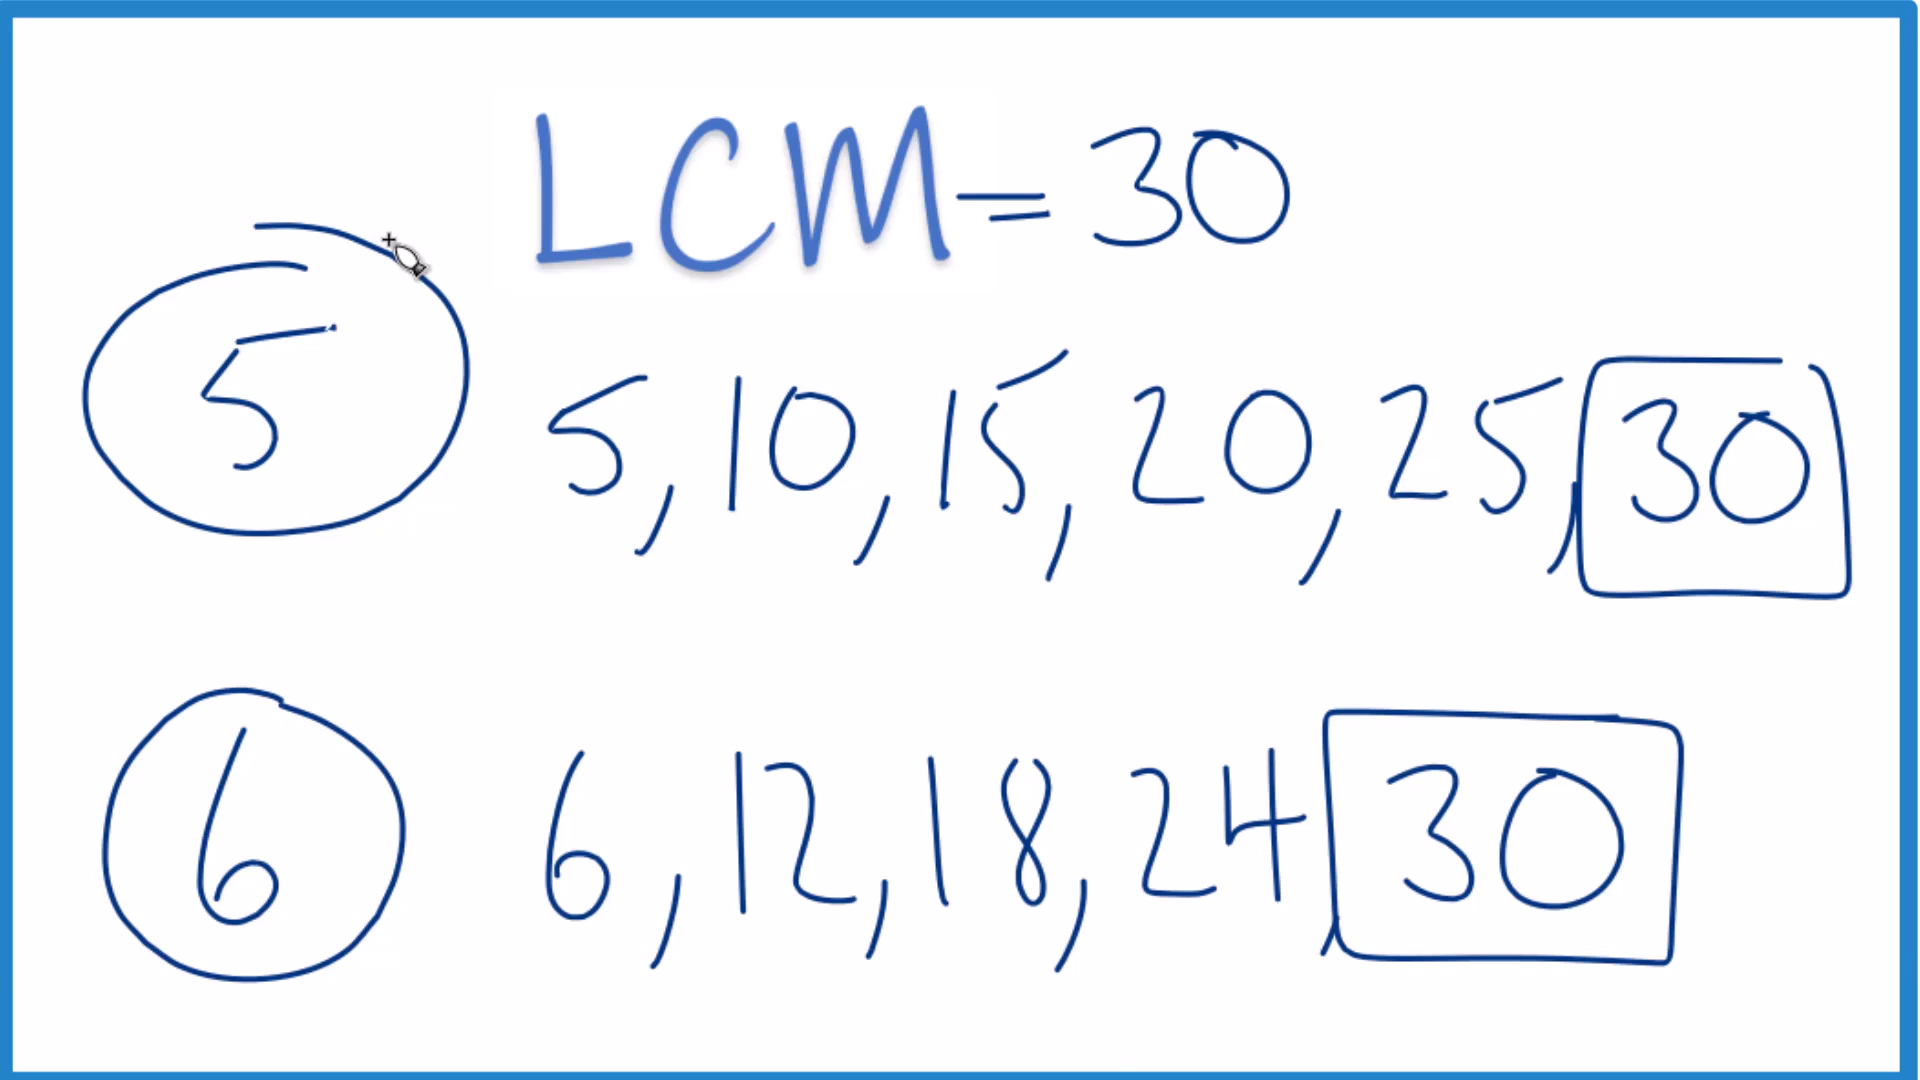 LCM = 30
5 5, 10, 15, 20, 25, 30
6 6, 12, 18, 24, 30